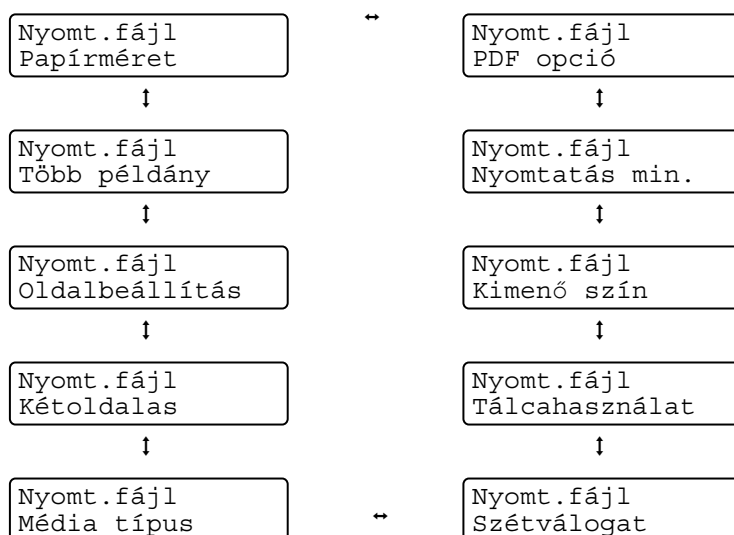 Nyomt.fájl
Papírméret
Nyomt.fájl
Több példány
Nyomt.fájl
Oldalbeállítás
Nyomt.fájl
Kétoldalas
Nyomt.fájl
Média típus
Nyomt.fájl
PDF opció
Nyomt.fájl
Nyomtatás min.
Nyomt.fájl
Kimenő szín
Nyomt.fájl
Tálcahasználat
Nyomt.fájl
Szétválogat